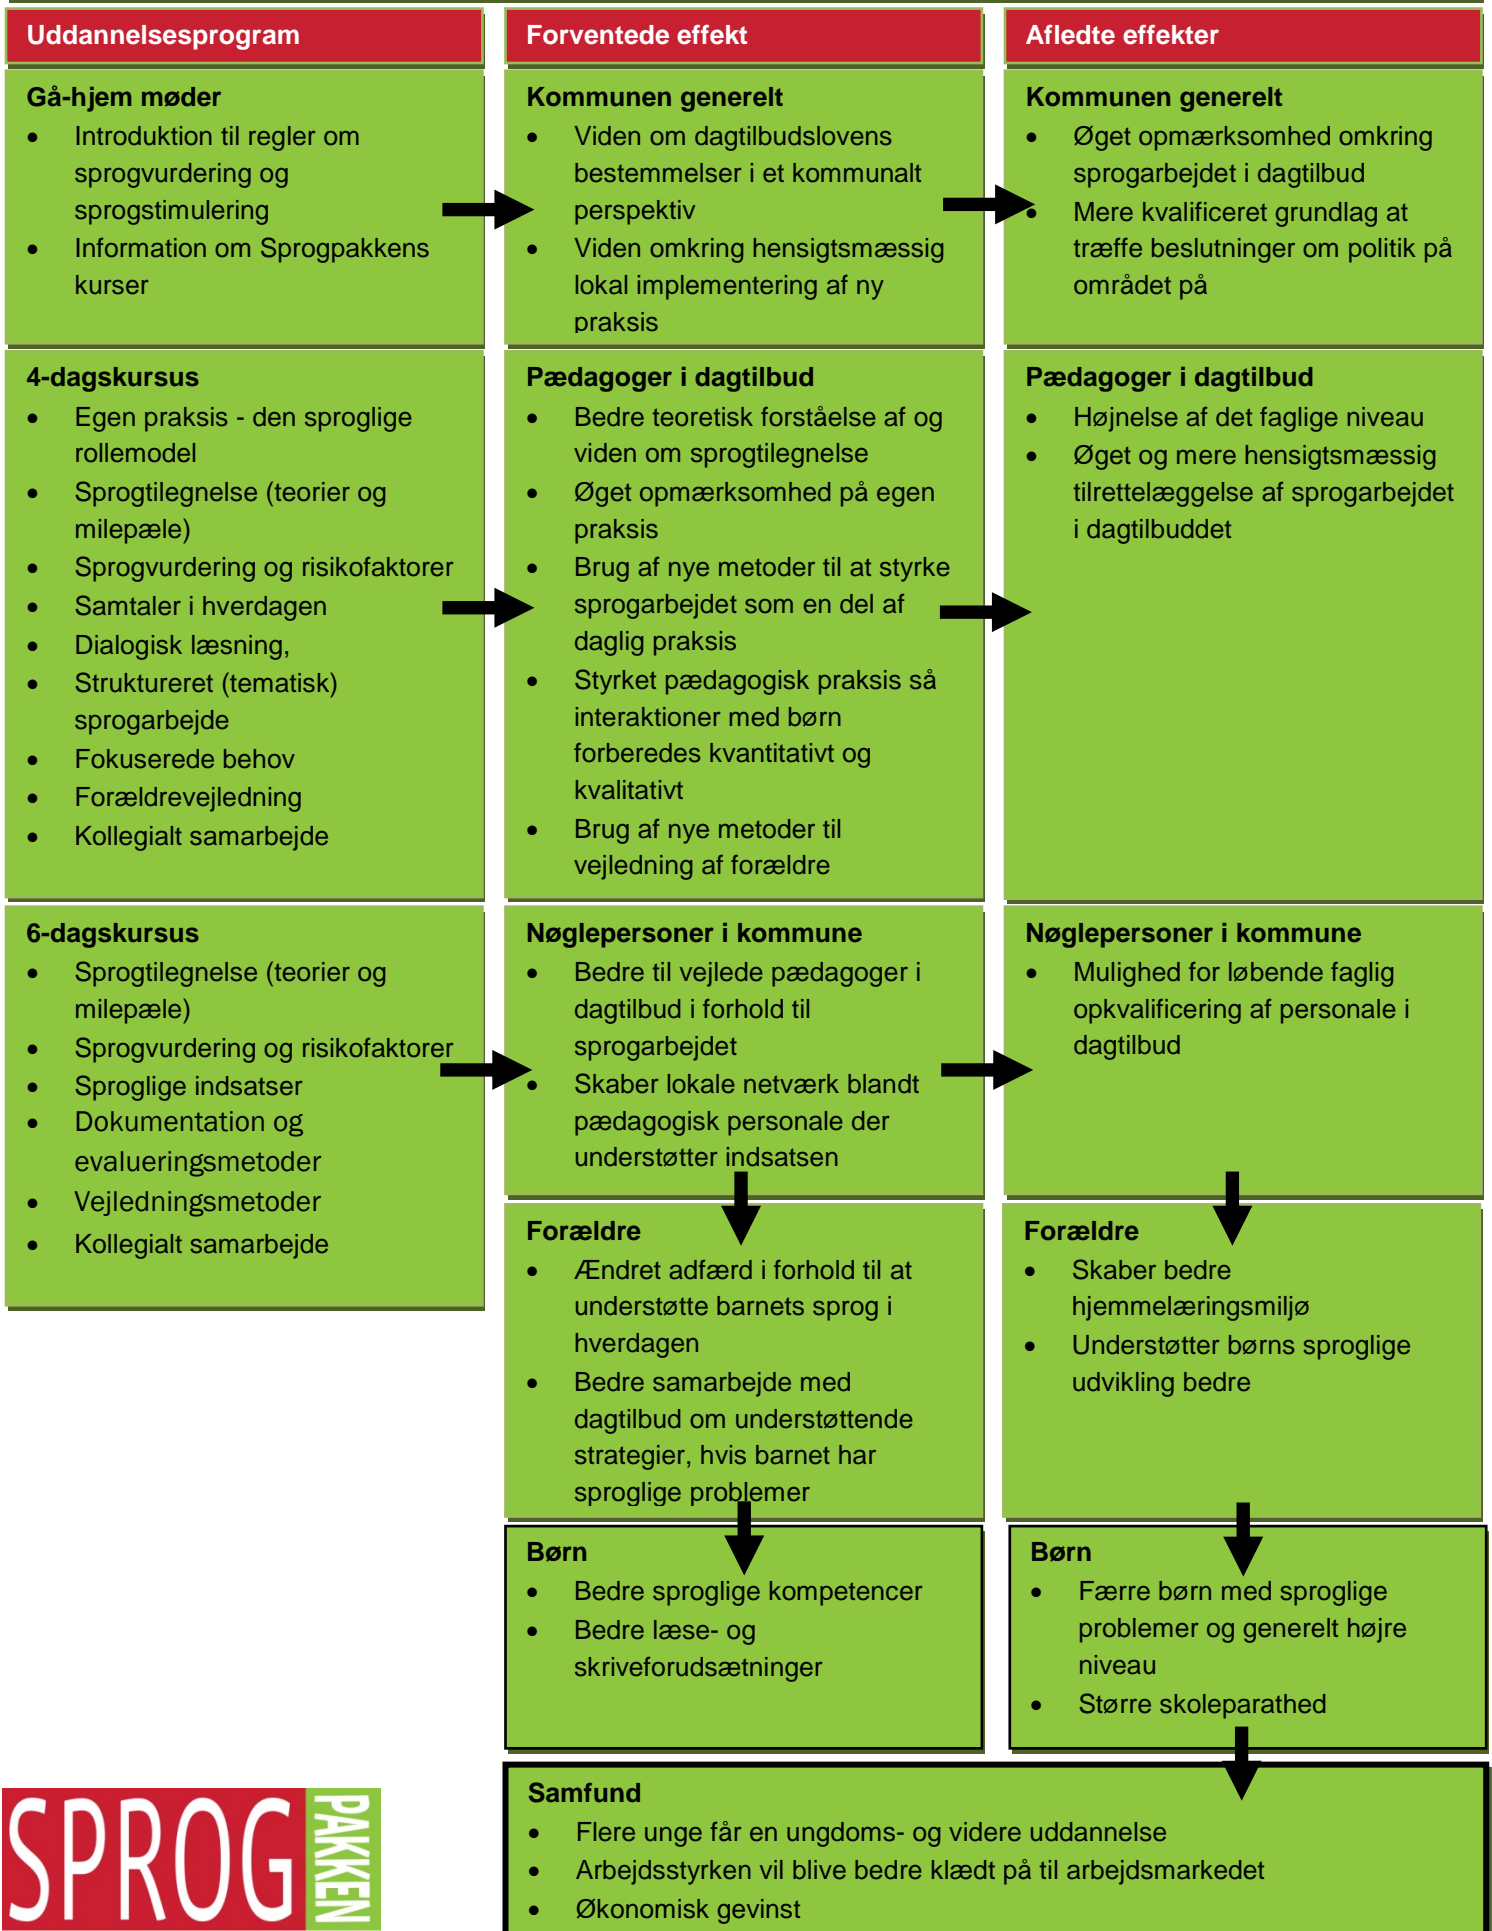 Uddannelsesprogram
Forventede effekt
Afledte effekter
Gå-hjem møder
• Introduktion til regler om
sprogvurdering og
sprogstimulering
• Information om Sprogpakkens
kurser
Kommunen generelt
• Viden om dagtilbudslovens
bestemmelser i et kommunalt
perspektiv
• Viden omkring hensigtsmæssig
lokal implementering af ny
praksis
Kommunen generelt
• Øget opmærksomhed omkring
sprogarbejdet i dagtilbud
• Mere kvalificeret grundlag at
træffe beslutninger om politik på
området på
4-dagskursus
• Egen praksis - den sproglige
rollemodel
• Sprogtilegnelse (teorier og
milepæle)
• Sprogvurdering og risikofaktorer
• Samtaler i hverdagen
• Dialogisk læsning,
• Struktureret (tematisk)
sprogarbejde
• Fokuserede behov
• Forældrevejledning
• Kollegialt samarbejde
Pædagoger i dagtilbud
• Bedre teoretisk forståelse af og
viden om sprogtilegnelse
• Øget opmærksomhed på egen
praksis
• Brug af nye metoder til at styrke
sprogarbejdet som en del af
daglig praksis
• Styrket pædagogisk praksis så
interaktioner med børn
forberedes kvantitativt og
kvalitativt
• Brug af nye metoder til
vejledning af forældre
Pædagoger i dagtilbud
• Højnelse af det faglige niveau
• Øget og mere hensigtsmæssig
tilrettelæggelse af sprogarbejdet
i dagtilbuddet
6-dagskursus
• Sprogtilegnelse (teorier og
milepæle)
• Sprogvurdering og risikofaktorer
• Sproglige indsatser
• Dokumentation og
evalueringsmetoder
• Vejledningsmetoder
• Kollegialt samarbejde
Nøglepersoner i kommune
• Bedre til vejlede pædagoger i
dagtilbud i forhold til
sprogarbejdet
• Skaber lokale netværk blandt
pædagogisk personale der
understøtter indsatsen
Nøglepersoner i kommune
• Mulighed for løbende faglig
opkvalificering af personale i
dagtilbud
Forældre
• Ændret adfærd i forhold til at
understøtte barnets sprog i
hverdagen
• Bedre samarbejde med
dagtilbud om understøttende
strategier, hvis barnet har
sproglige problemer
Forældre
• Skaber bedre
hjemmelæringsmiljø
• Understøtter børns sproglige
udvikling bedre
Børn
• Bedre sproglige kompetencer
• Bedre læse- og
skriveforudsætninger
Børn
• Færre børn med sproglige
problemer og generelt højre
niveau
• Større skoleparathed
Samfund
• Flere unge får en ungdoms- og videre uddannelse
• Arbejdsstyrken vil blive bedre klædt på til arbejdsmarkedet
• Økonomisk gevinst
SPROG
PAKKEN